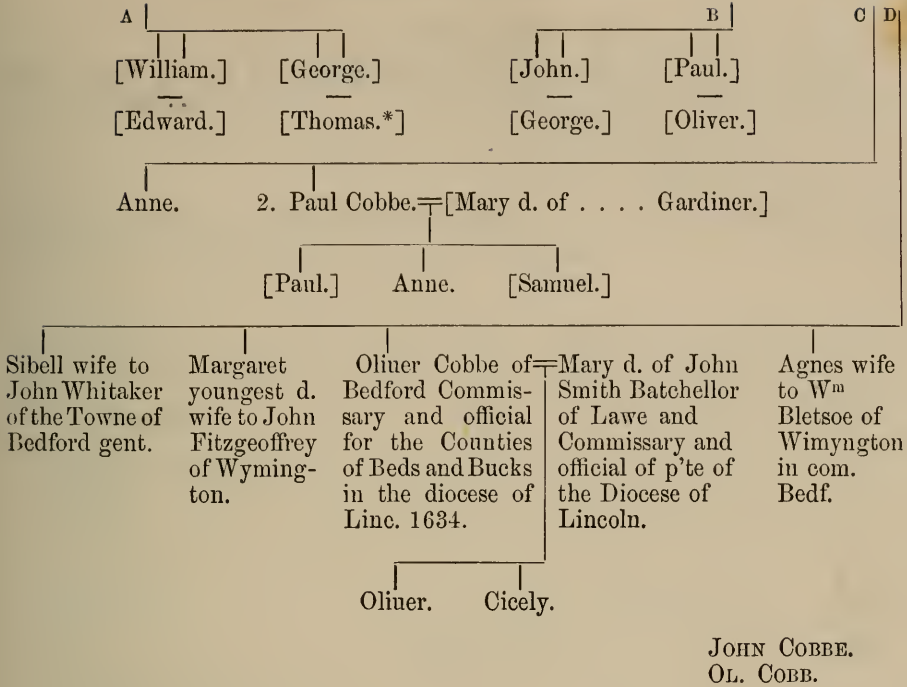 A B C D
[William.] [George.] [John.] [Paul.]
[Edward.] [Thomas.*] [George.] [Oliver.]
Anne. 2. Paul Cobbe.=[Mary d. of . . . . Gardiner.]
[Paul.] Anne. [Samuel.]
Sibell wife to
John Whitaker
of the Towne of
Bedford gent.
Margaret
youngest d.
wife to John
Fitzgeoffrey
of Wyming-
ton.
Oliuer Cobbe of=
Bedford Commis-
sary and official
for the Counties
of Beds and Bucks
in the diocese of
Linc. 1634.
Mary d. of John
Smith Batchellor
of Lawe and
Commissary and
official of p'te of
the Diocese of
Lincoln.
Agnes wife
to Wm
Bletsoe of
Wimyngton
in com.
Bedf.
Oliuer. Cicely.
JOHN COBBE.
OL. COBB.